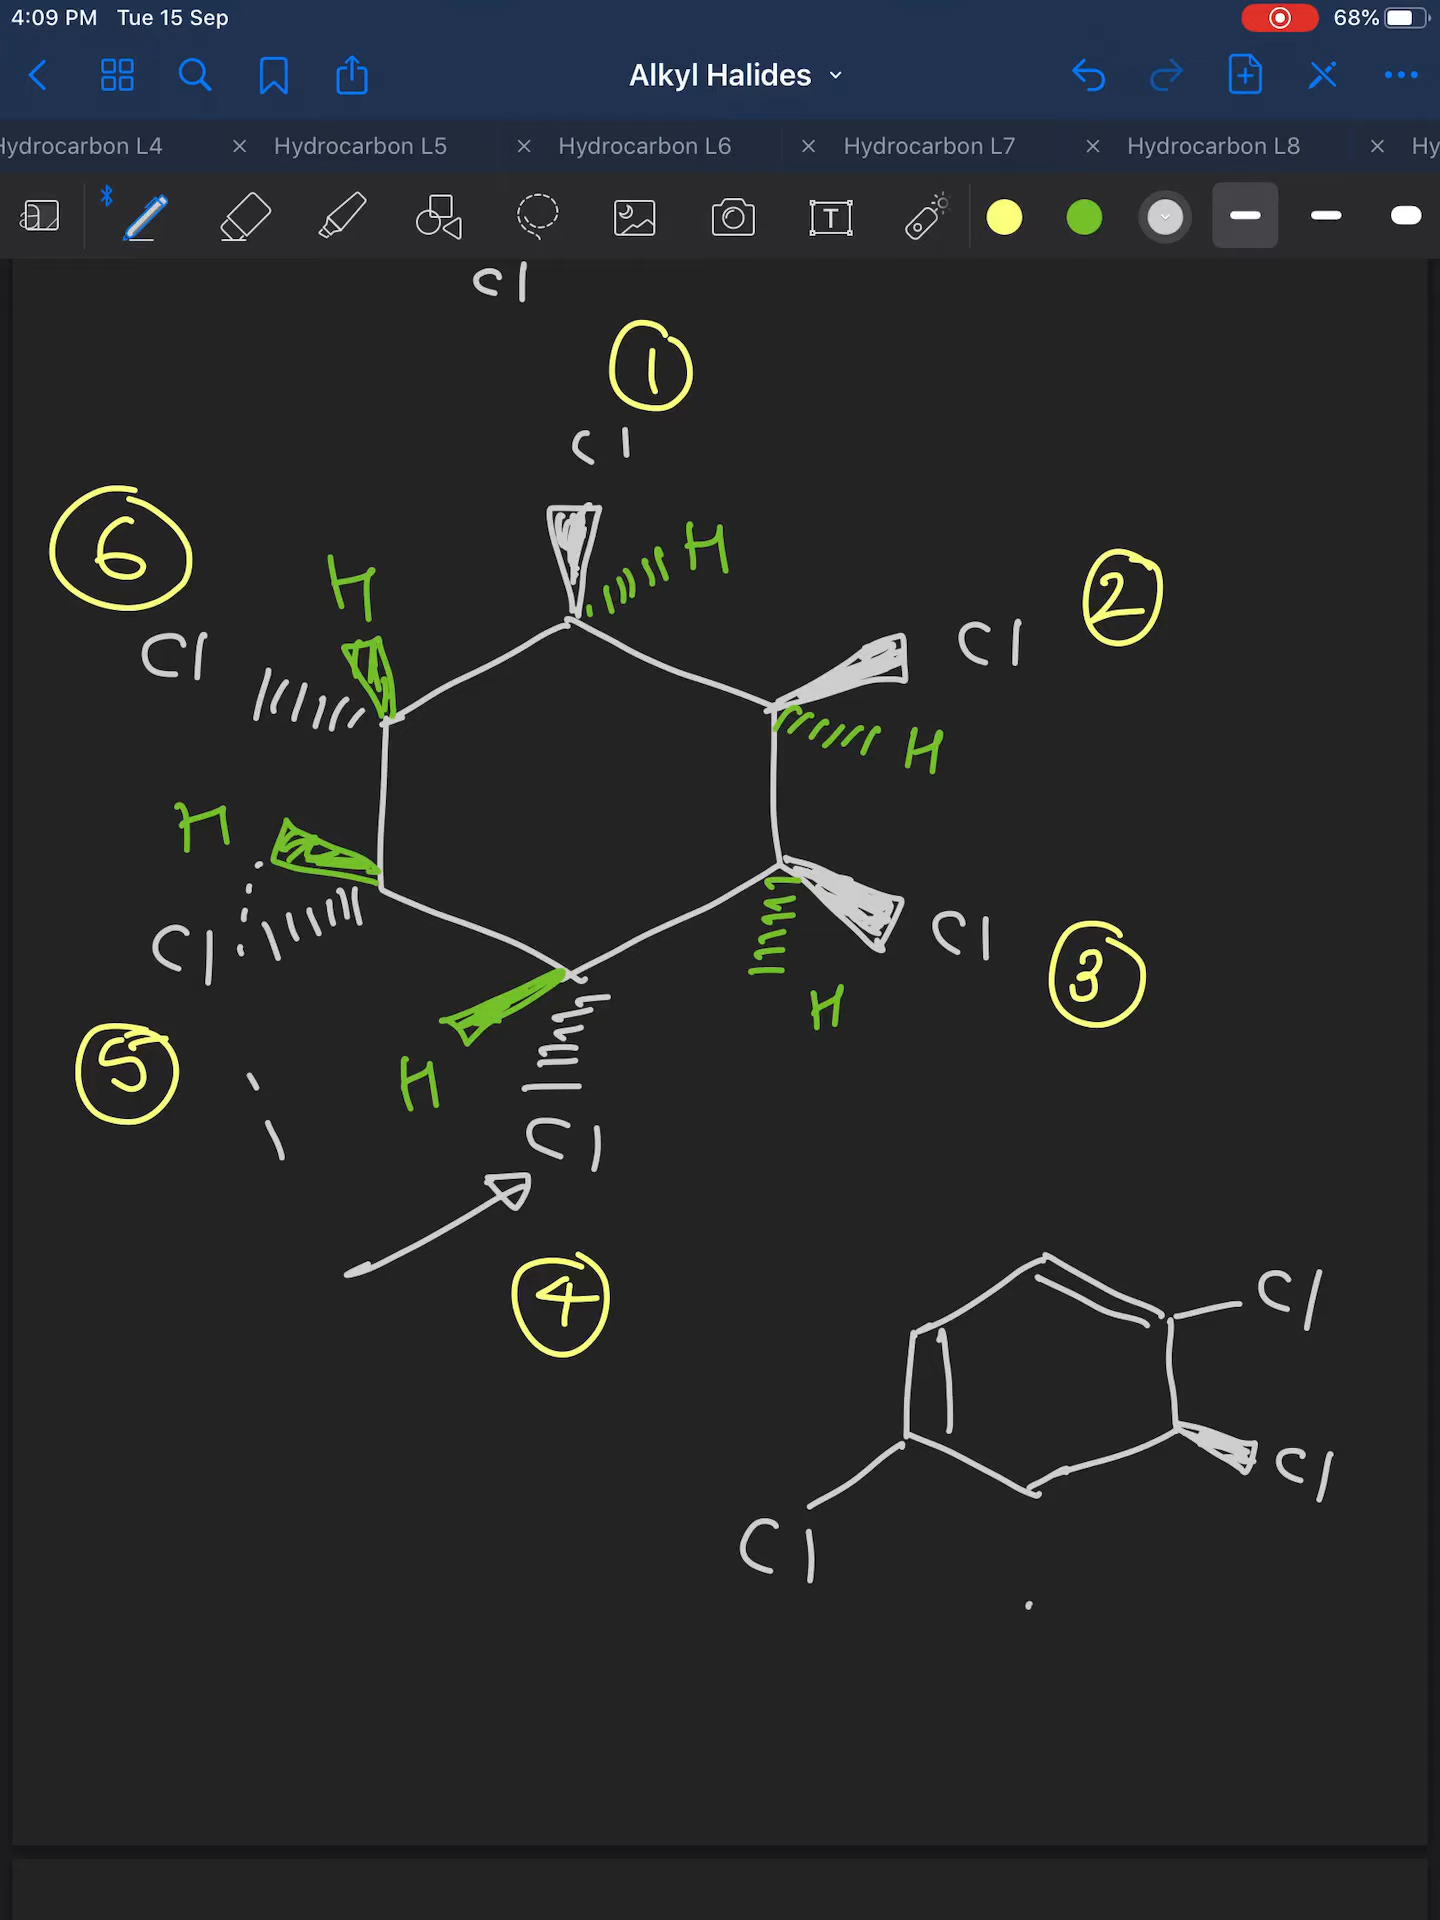 4:09 PM Tue 15 Sep 68%
Alkyl Halides
Hydrocarbon L4 × Hydrocarbon L5 × Hydrocarbon L6 × Hydrocarbon L7 × Hydrocarbon L8 × Hy
a T
Cl
1
Cl
6 H H 2
Cl Cl
H
H
Cl Cl 3
H
5 H
Cl
4 Cl
Cl
Cl